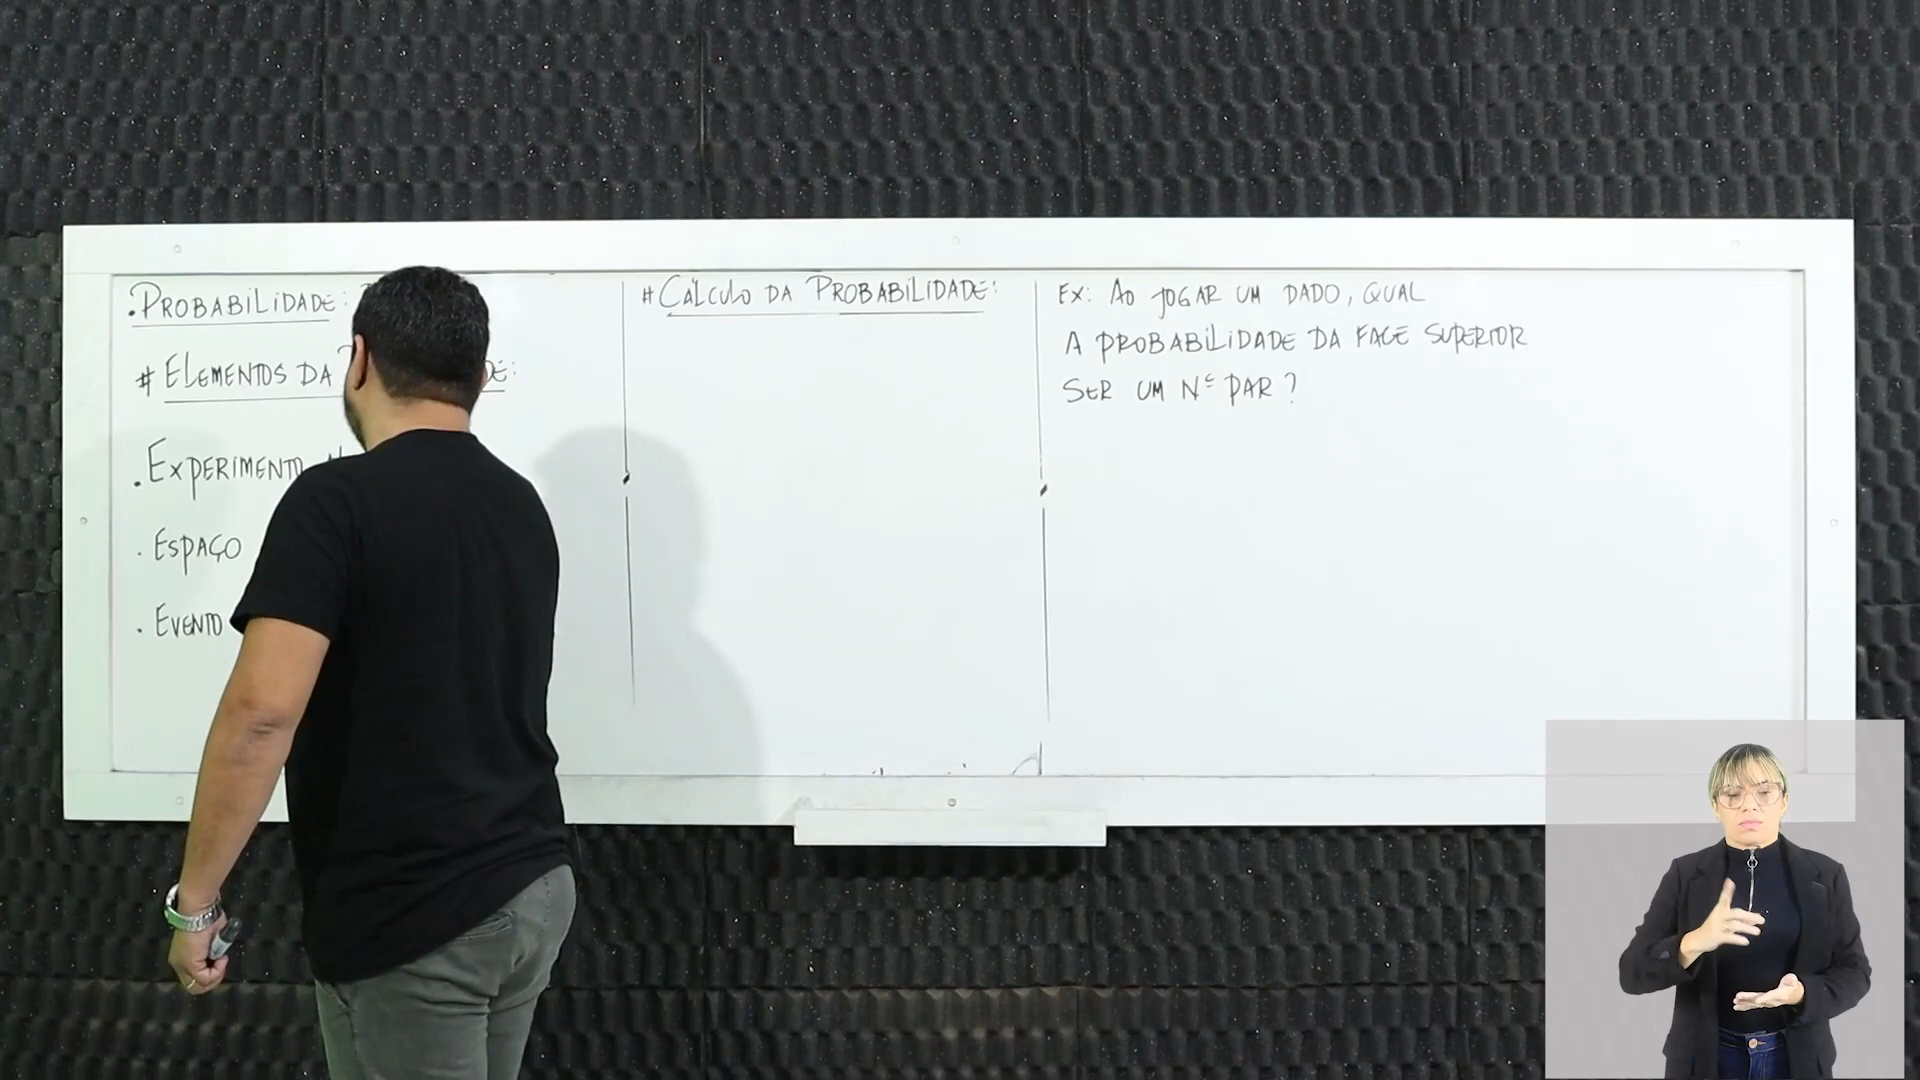 . PROBABILIDADE:
# ELEMENTOS DA
. EXPERIMENTO
. ESPAÇO
. EVENTO
# CÁLCULO DA PROBABILIDADE:
EX: AO JOGAR UM DADO, QUAL
A PROBABILIDADE DA FACE SUPERIOR
SER UM Nº PAR ?